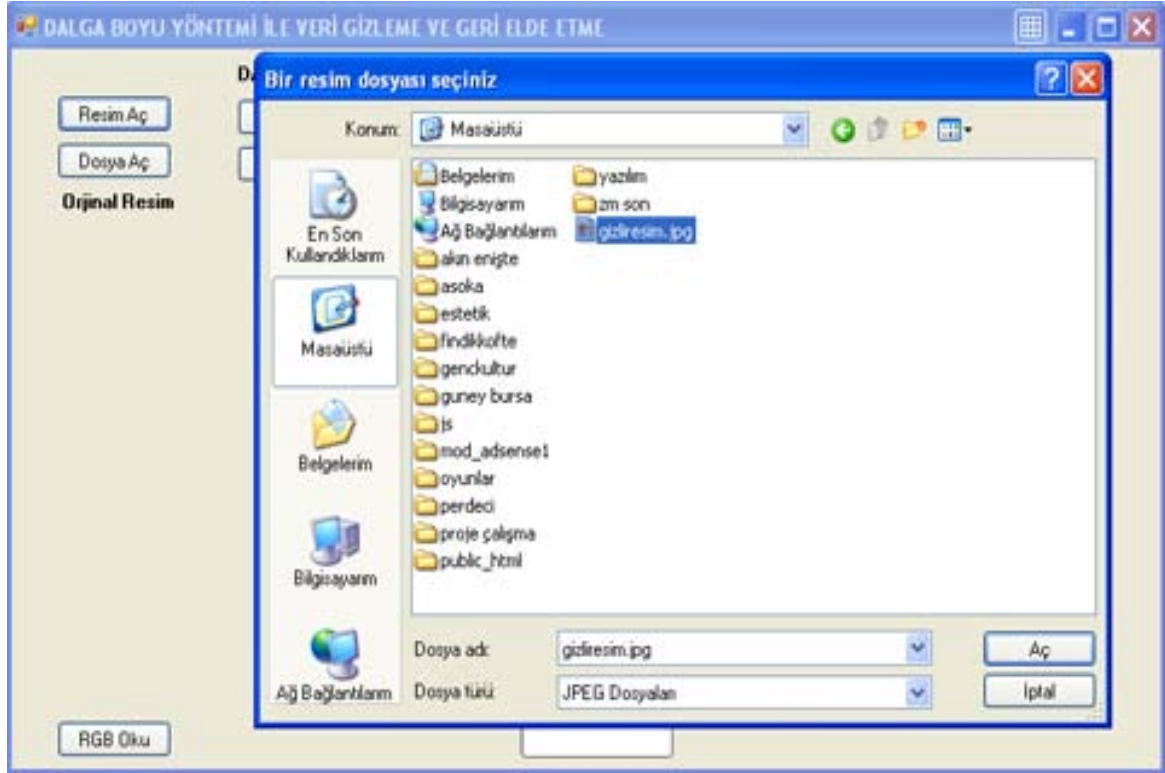 DALGA BOYU YÖNTEMİ İLE VERİ GİZLEME VE GERİ ELDE ETME
Bir resim dosyası seçiniz
Resim Aç
Dosya Aç
Orjinal Resim
Konum:
Masaüstü
En Son
Kullandıklarım
Masaüstü
Belgelerim
Bilgisayarım
Ağ Bağlantılarım
Belgelerim
Bilgisayarım
Ağ Bağlantılarım
akın enişte
asoka
estetik
findikkofte
genckultur
guney bursa
js
mod_adsense1
oyunlar
perdeci
proje çalışma
public_html
yazılım
zm son
gizliresim.jpg
Dosya adı:
gizliresim.jpg
Aç
Dosya türü:
JPEG Dosyaları
İptal
RGB Oku